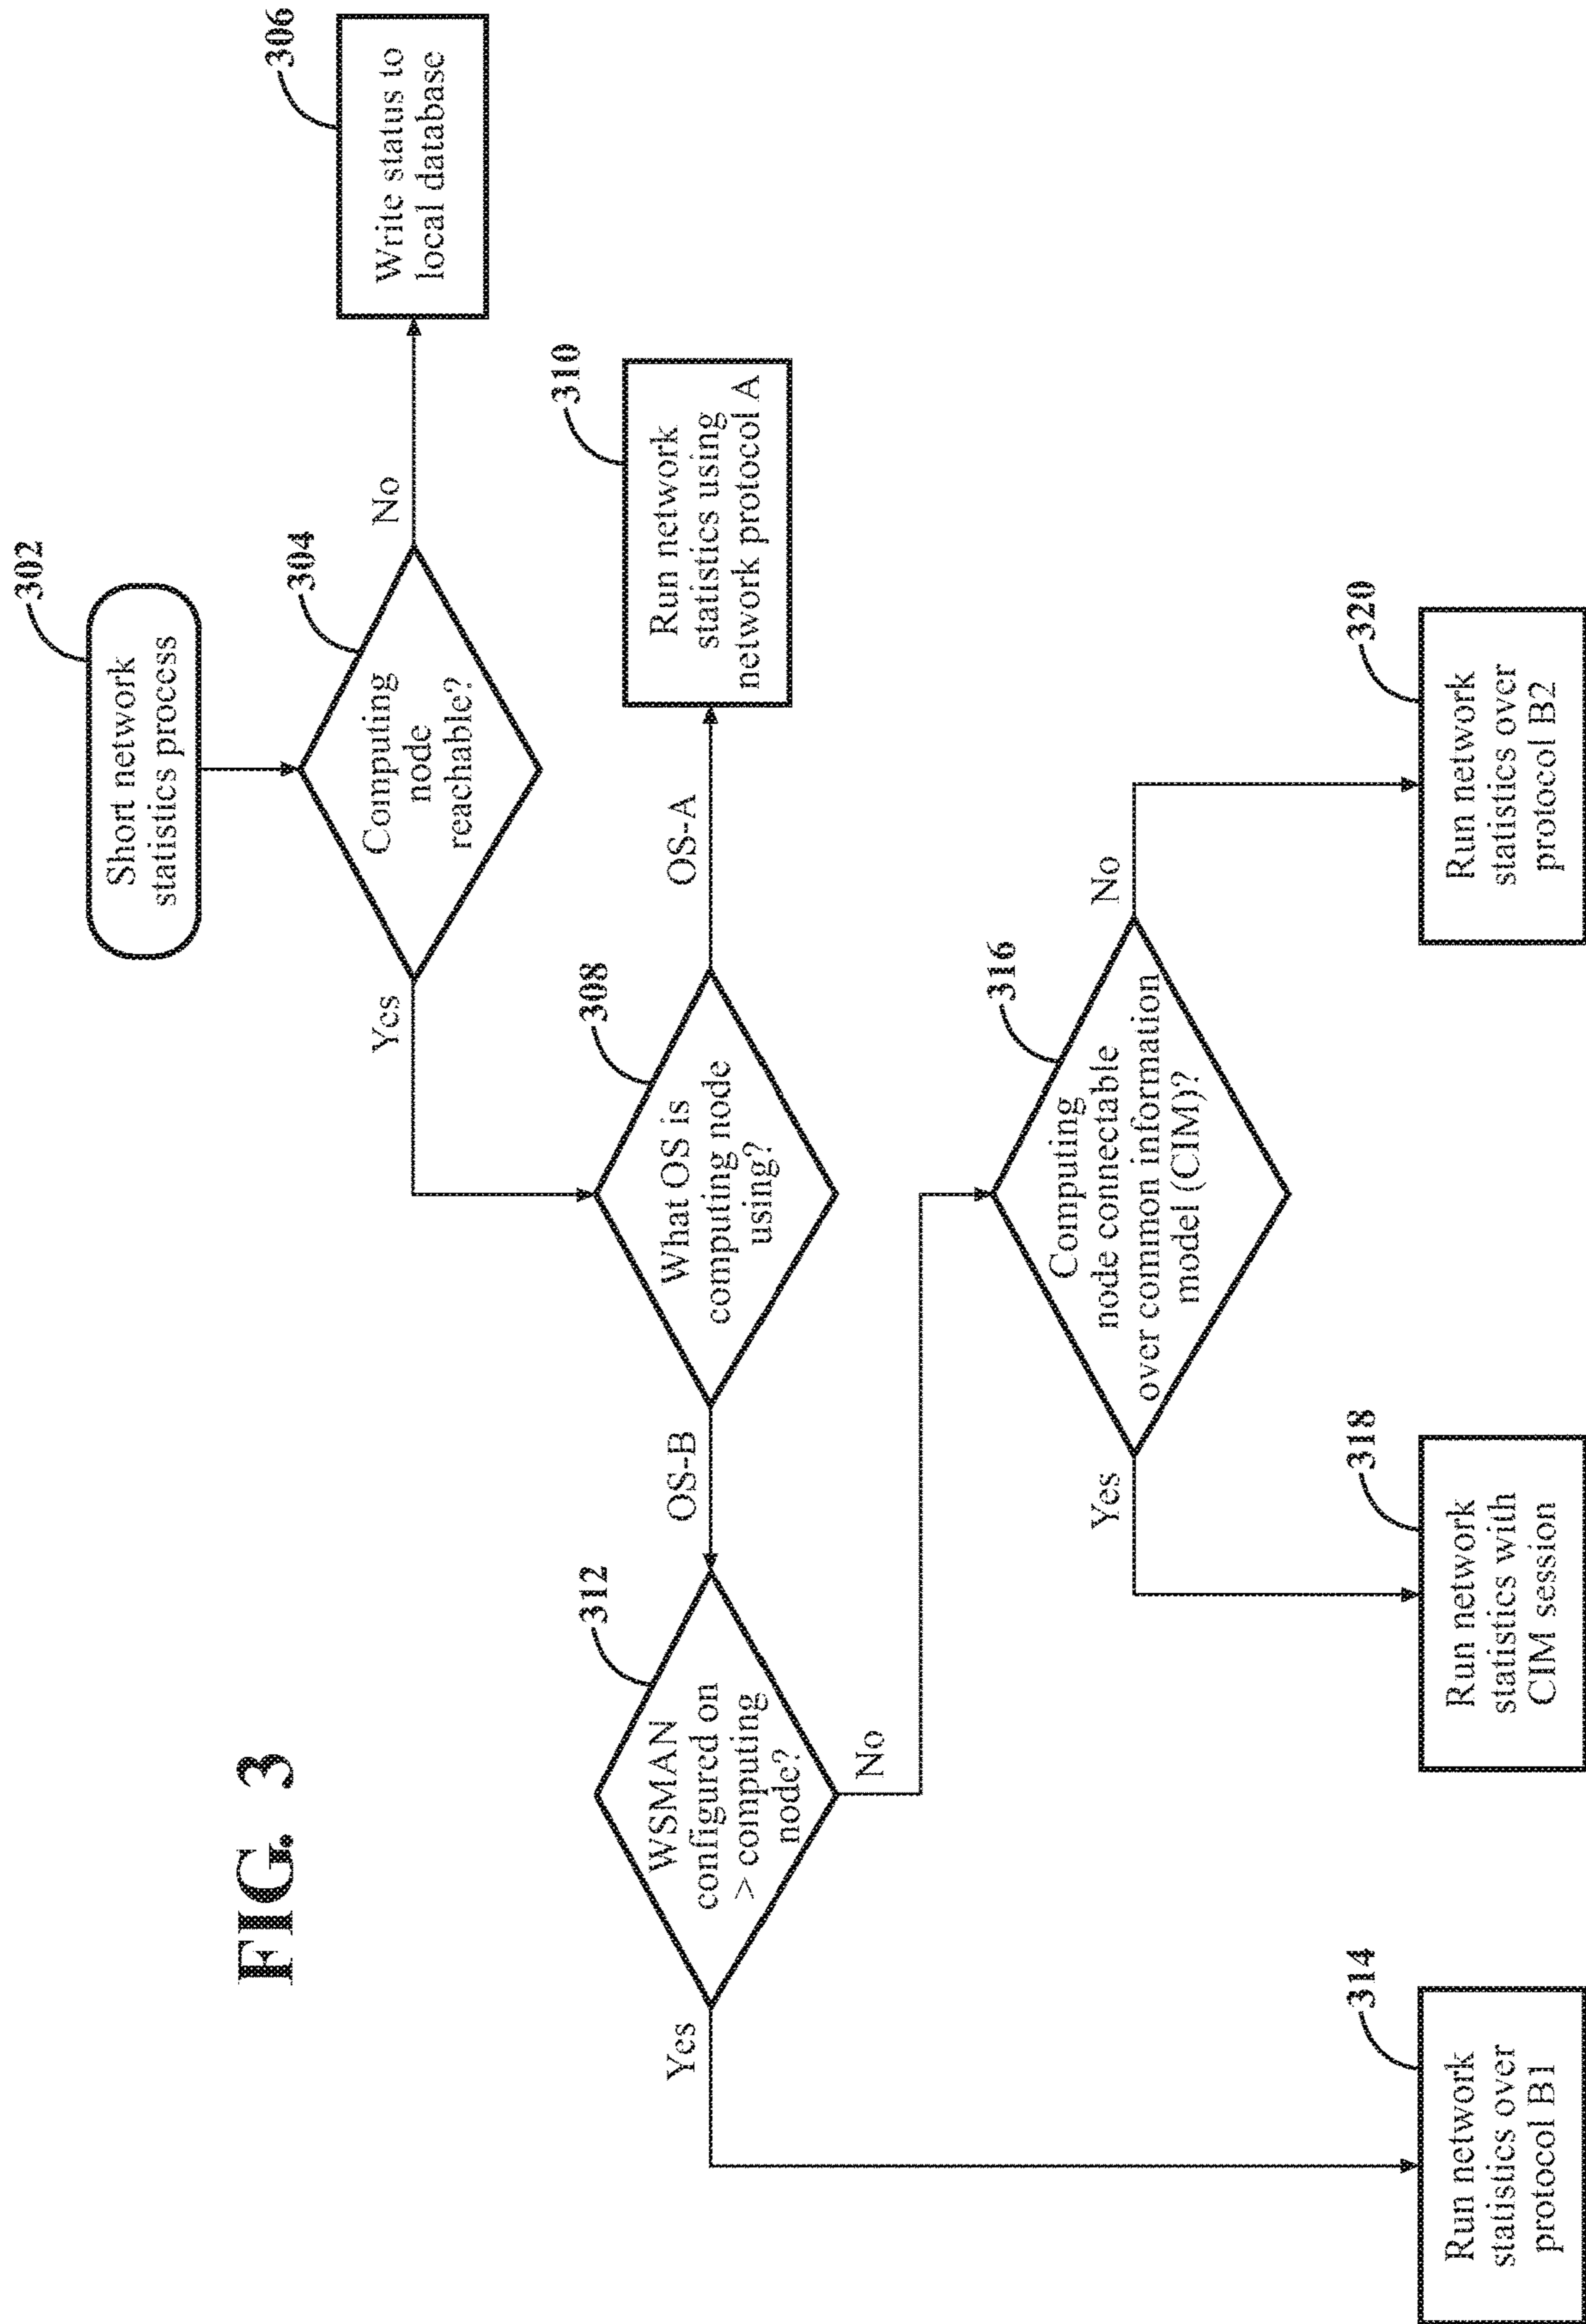 FIG. 3
302
Short network
statistics process
304
Computing
node
reachable?
No
306
Write status to
local database
Yes
308
What OS is
computing node
using?
OS-A
310
Run network
statistics using
network protocol A
OS-B
312
WSMAN
configured on
> computing
node?
Yes
No
314
Run network
statistics over
protocol B1
316
Computing
node connectable
over common information
model (CIM)?
Yes
No
318
Run network
statistics with
CIM session
320
Run network
statistics over
protocol B2